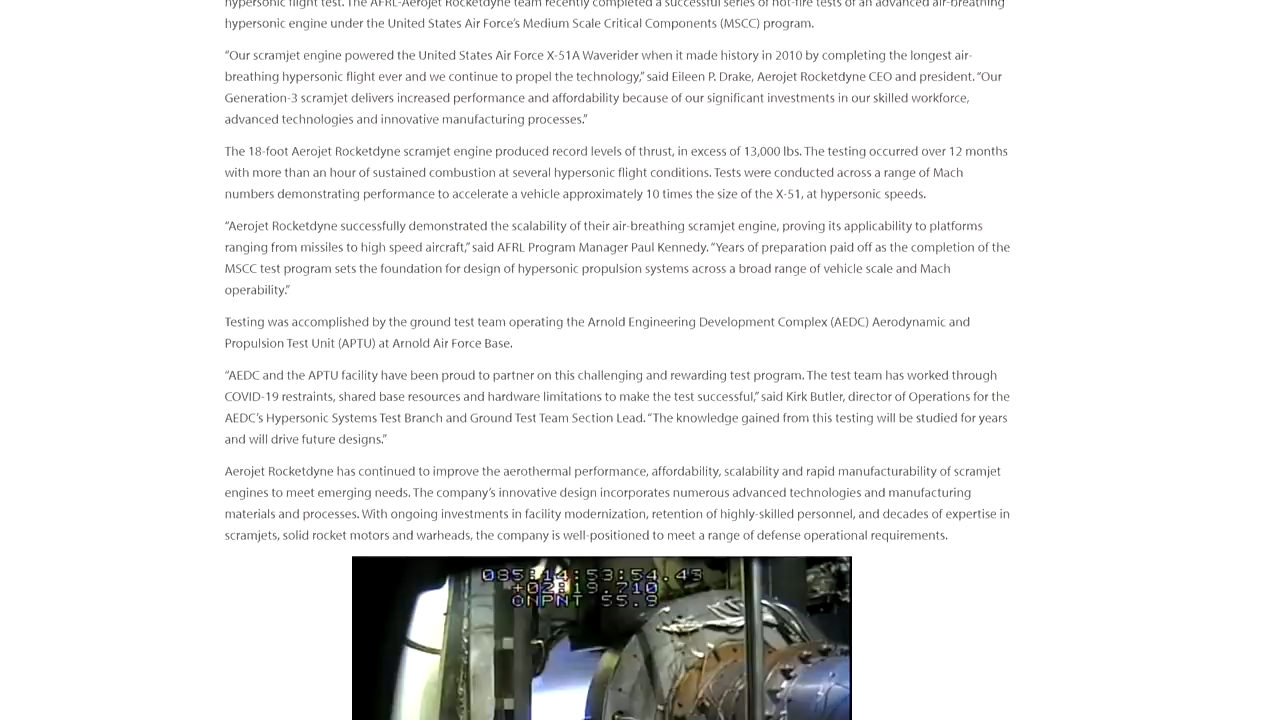 hypersonic flight test. The AFRL-Aerojet Rocketdyne team recently completed a successful series of hot-fire tests of an advanced air-breathing
hypersonic engine under the United States Air Force’s Medium Scale Critical Components (MSCC) program.
“Our scramjet engine powered the United States Air Force X-51A Waverider when it made history in 2010 by completing the longest air-
breathing hypersonic flight ever and we continue to propel the technology,” said Eileen P. Drake, Aerojet Rocketdyne CEO and president. “Our
Generation-3 scramjet delivers increased performance and affordability because of our significant investments in our skilled workforce,
advanced technologies and innovative manufacturing processes.”
The 18-foot Aerojet Rocketdyne scramjet engine produced record levels of thrust, in excess of 13,000 lbs. The testing occurred over 12 months
with more than an hour of sustained combustion at several hypersonic flight conditions. Tests were conducted across a range of Mach
numbers demonstrating performance to accelerate a vehicle approximately 10 times the size of the X-51, at hypersonic speeds.
“Aerojet Rocketdyne successfully demonstrated the scalability of their air-breathing scramjet engine, proving its applicability to platforms
ranging from missiles to high speed aircraft,” said AFRL Program Manager Paul Kennedy. “Years of preparation paid off as the completion of the
MSCC test program sets the foundation for design of hypersonic propulsion systems across a broad range of vehicle scale and Mach
operability.”
Testing was accomplished by the ground test team operating the Arnold Engineering Development Complex (AEDC) Aerodynamic and
Propulsion Test Unit (APTU) at Arnold Air Force Base.
“AEDC and the APTU facility have been proud to partner on this challenging and rewarding test program. The test team has worked through
COVID-19 restraints, shared base resources and hardware limitations to make the test successful,” said Kirk Butler, director of Operations for the
AEDC’s Hypersonic Systems Test Branch and Ground Test Team Section Lead. “The knowledge gained from this testing will be studied for years
and will drive future designs.”
Aerojet Rocketdyne has continued to improve the aerothermal performance, affordability, scalability and rapid manufacturability of scramjet
engines to meet emerging needs. The company’s innovative design incorporates numerous advanced technologies and manufacturing
materials and processes. With ongoing investments in facility modernization, retention of highly-skilled personnel, and decades of expertise in
scramjets, solid rocket motors and warheads, the company is well-positioned to meet a range of defense operational requirements.
085:14:53:54.43
+02:19.710
ONPNT 55.9